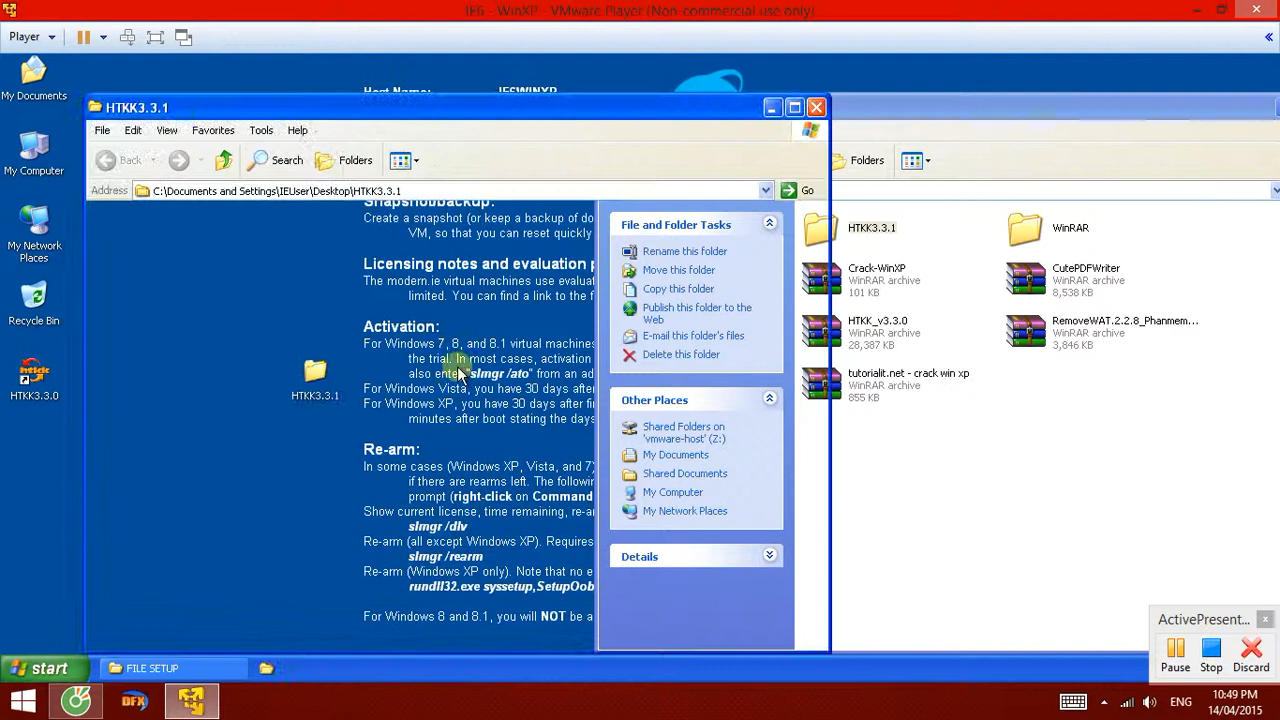 IE6 - WinXP - VMware Player (Non-commercial use only)
Player
My Documents
My Computer
My Network
Places
Recycle Bin
HTKK3.3.0
HTKK3.3.1
Host Name: IE6WINXP
HTKK3.3.1
File Edit View Favorites Tools Help
Back Search Folders
Address C:\Documents and Settings\IEUser\Desktop\HTKK3.3.1 Go
Snapshot/backup:
Create a snapshot (or keep a backup of do
VM, so that you can reset quickly
Licensing notes and evaluation p
The modern.ie virtual machines use evalua
limited. You can find a link to the f
Activation:
For Windows 7, 8, and 8.1 virtual machines
the trial. In most cases, activation
also enter "slmgr /ato" from an ad
For Windows Vista, you have 30 days after
For Windows XP, you have 30 days after fi
minutes after boot stating the days
Re-arm:
In some cases (Windows XP, Vista, and 7)
if there are rearms left. The following
prompt (right-click on Command
Show current license, time remaining, re-ar
slmgr /dlv
Re-arm (all except Windows XP). Requires
slmgr /rearm
Re-arm (Windows XP only). Note that no e
rundll32.exe syssetup,SetupOob
For Windows 8 and 8.1, you will NOT be a
File and Folder Tasks
Rename this folder
Move this folder
Copy this folder
Publish this folder to the
Web
E-mail this folder's files
Delete this folder
Other Places
Shared Folders on
'vmware-host' (Z:)
My Documents
Shared Documents
My Computer
My Network Places
Details
Folders
HTKK3.3.1
WinRAR
Crack-WinXP
WinRAR archive
101 KB
CutePDFWriter
WinRAR archive
8,538 KB
HTKK_v3.3.0
WinRAR archive
28,387 KB
RemoveWAT.2.2.8_Phanmem...
WinRAR archive
3,846 KB
tutorialit.net - crack win xp
WinRAR archive
855 KB
ActivePresent...
Pause Stop Discard
start
FILE SETUP
DFX
ENG
10:49 PM
14/04/2015